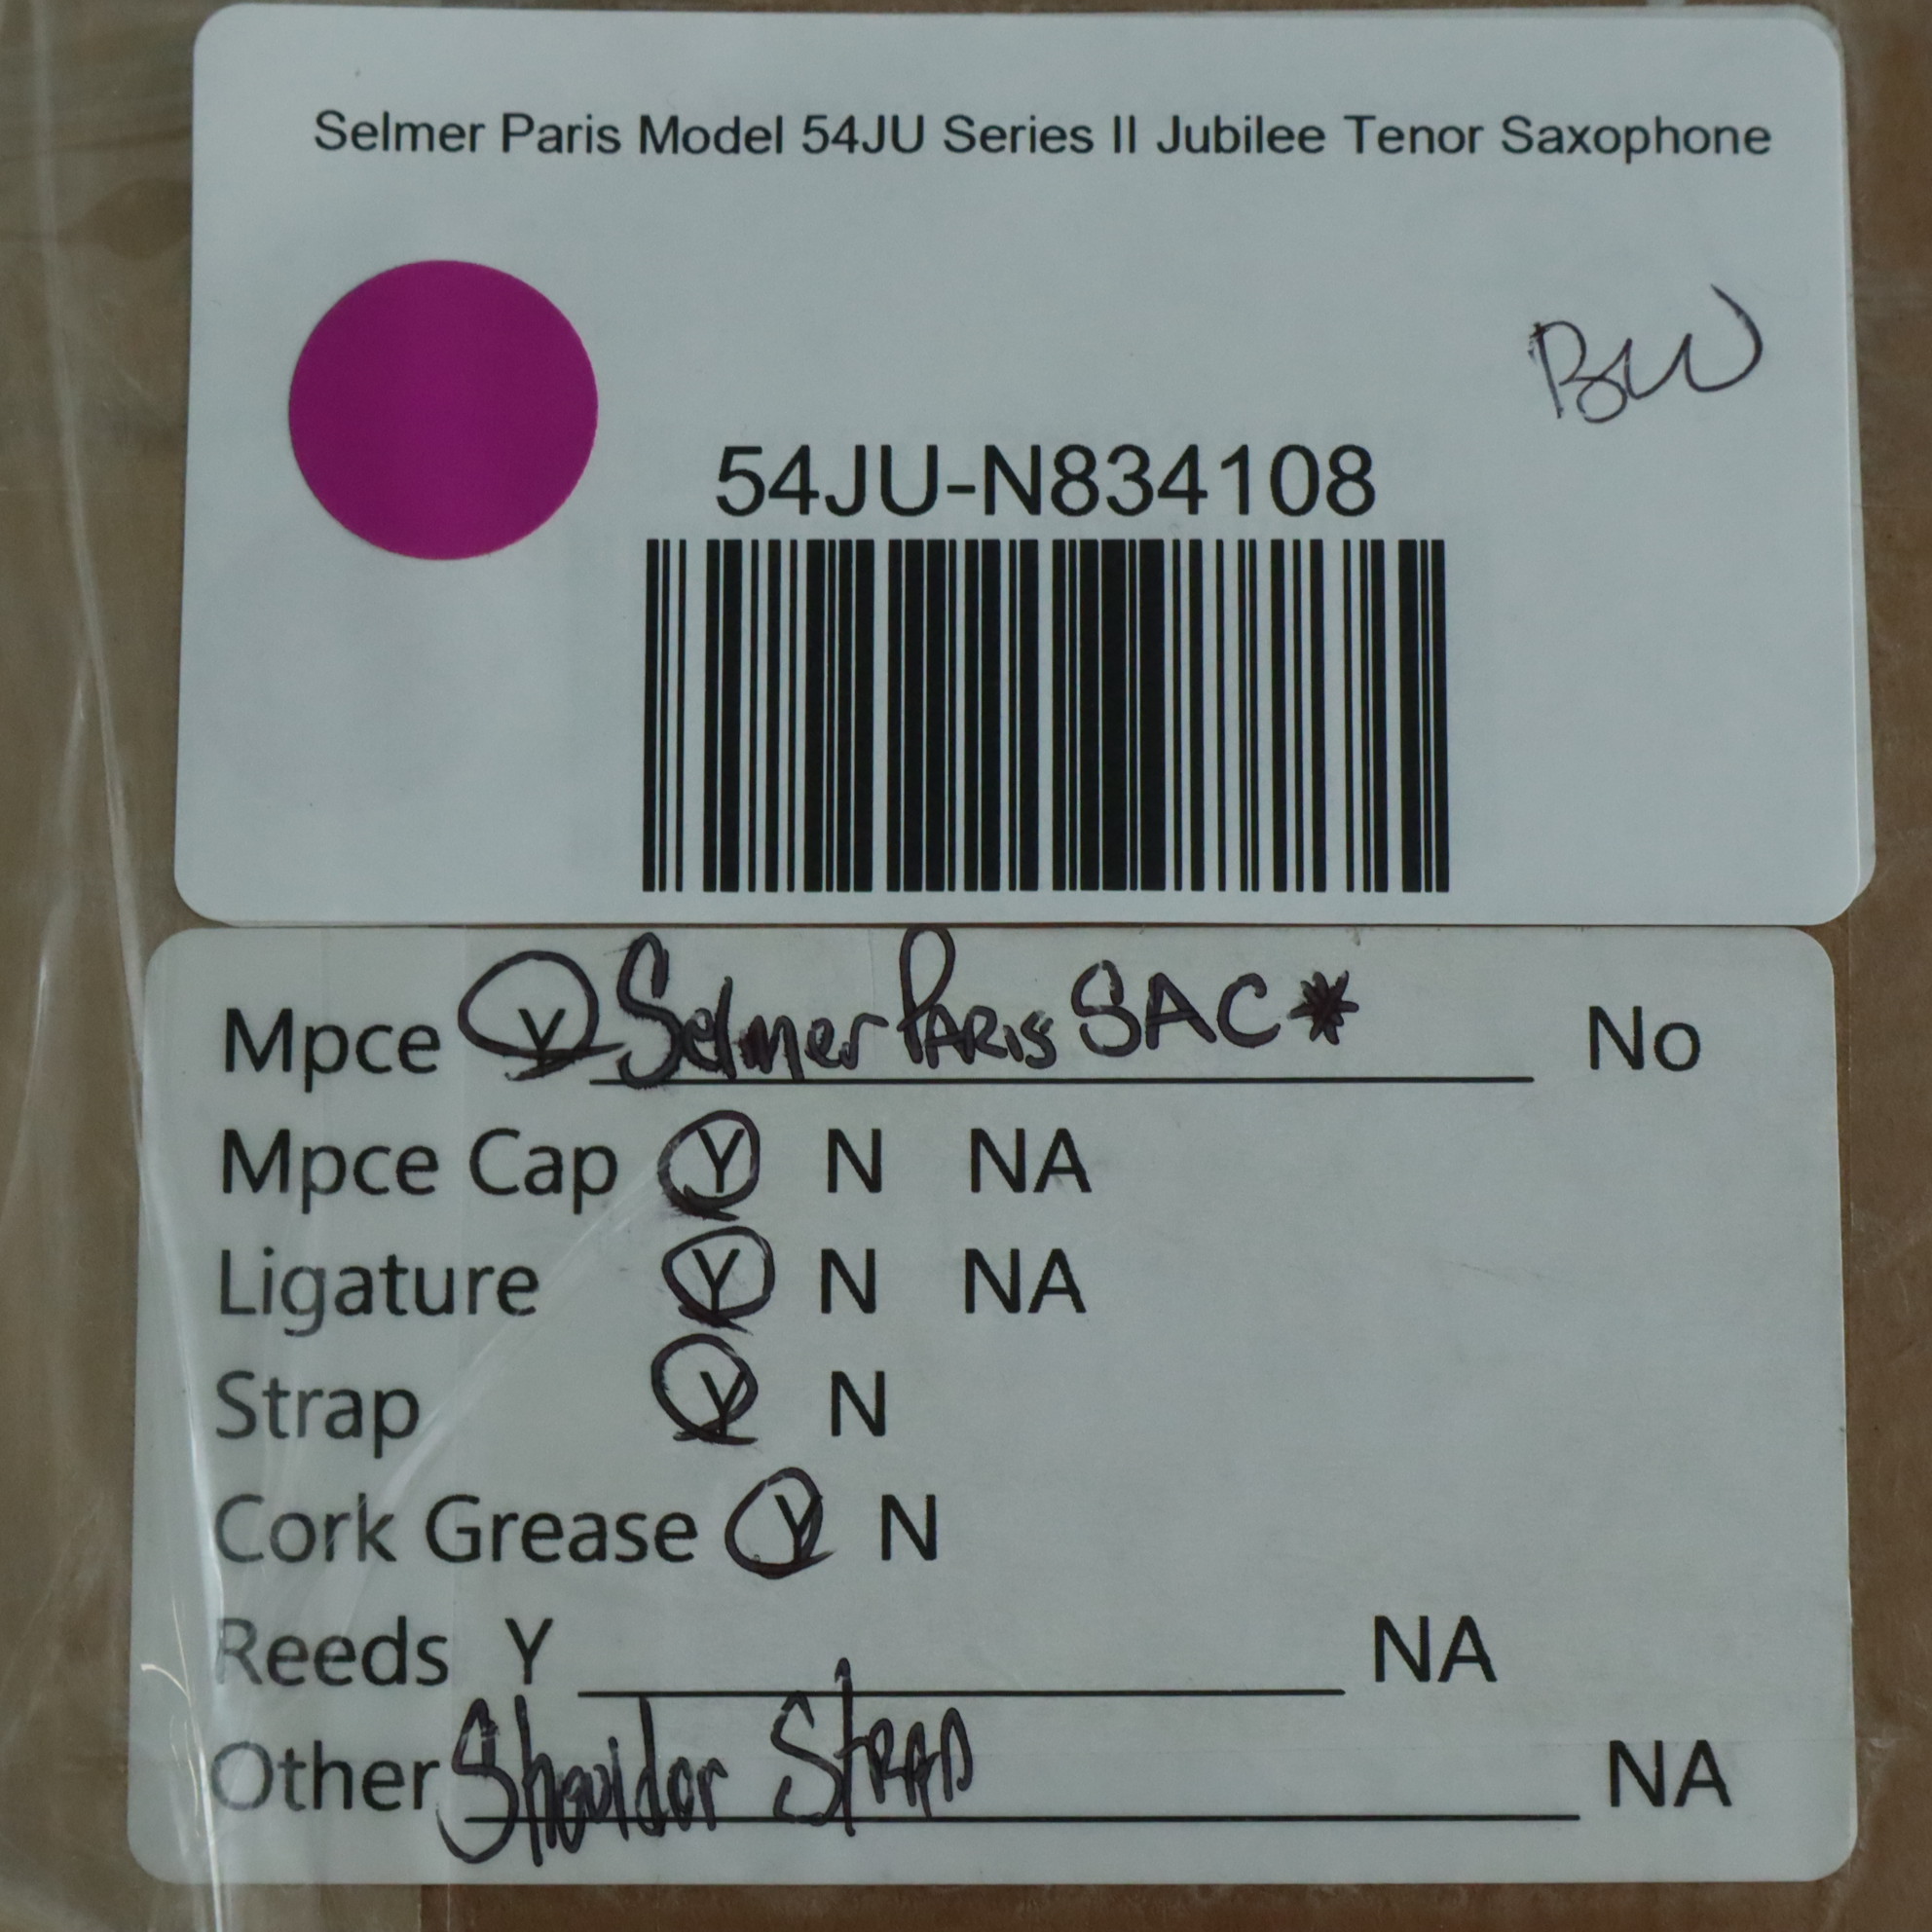 Selmer Paris Model 54JU Series II Jubilee Tenor Saxophone
BW
54JU-N834108
Mpce Y Selmer PARIS SAC* No
Mpce Cap Y N NA
Ligature Y N NA
Strap Y N
Cork Grease Y N
Reeds Y NA
Other Shouldor StRAP NA